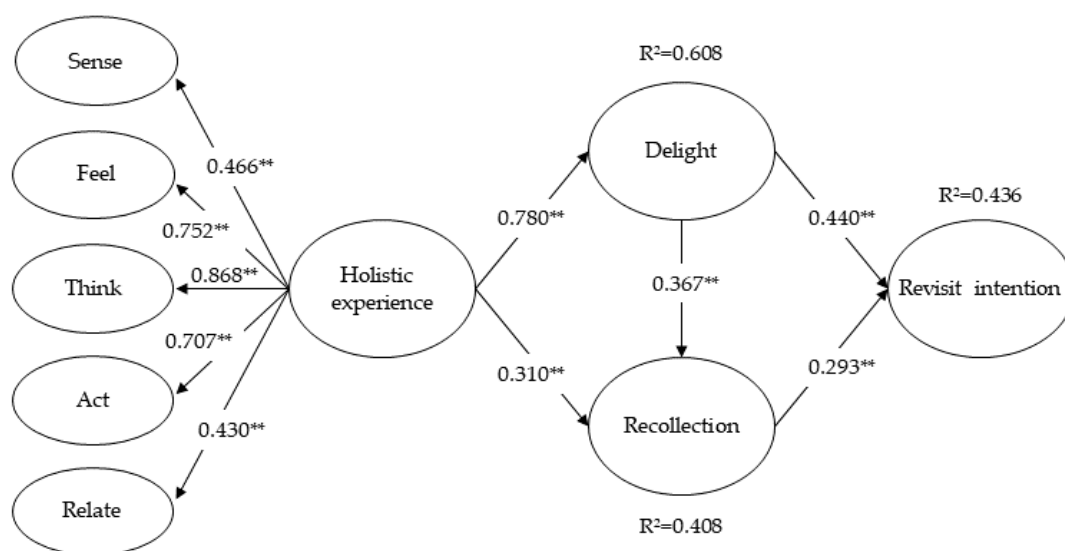 Sense
Feel
Think
Act
Relate
0.466**
0.752**
0.868**
0.707**
0.430**
Holistic
experience
0.780**
0.310**
R²=0.608
Delight
0.367**
Recollection
R²=0.408
0.440**
0.293**
R²=0.436
Revisit intention